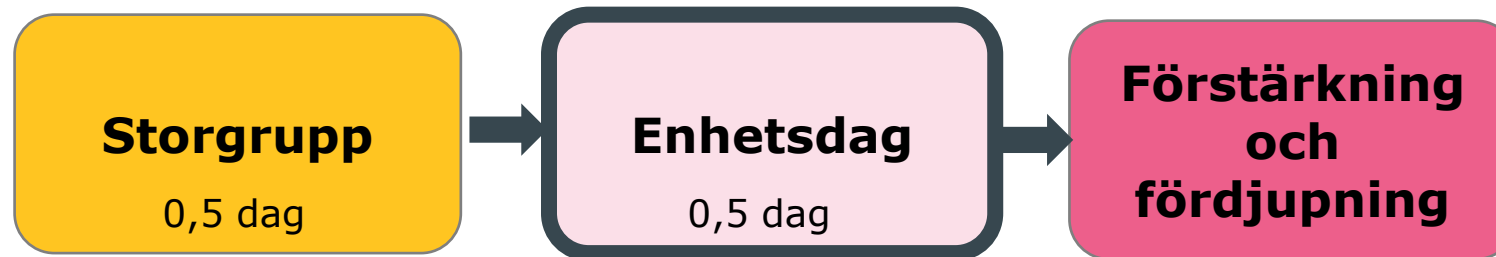 Storgrupp
0,5 dag
Enhetsdag
0,5 dag
Förstärkning
och
fördjupning